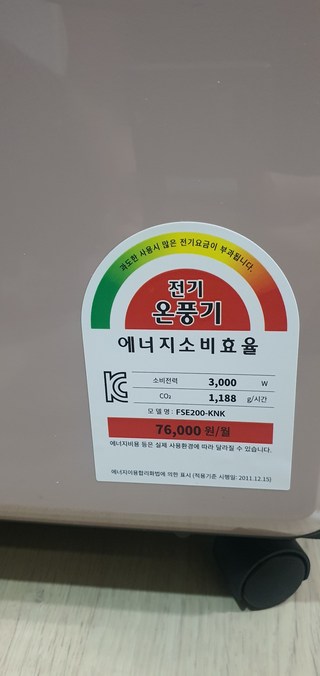 과도한 사용시 많은 전기요금이 부과됩니다.
전기
온풍기
에너지소비효율
소비전력 3,000 W
CO₂ 1,188 g/시간
모델명 : FSE200-KNK
76,000 원/월
에너지비용 등은 실제 사용환경에 따라 달라질 수 있습니다.
에너지이용합리화법에 의한 표시 (적용기준 시행일: 2011.12.15)